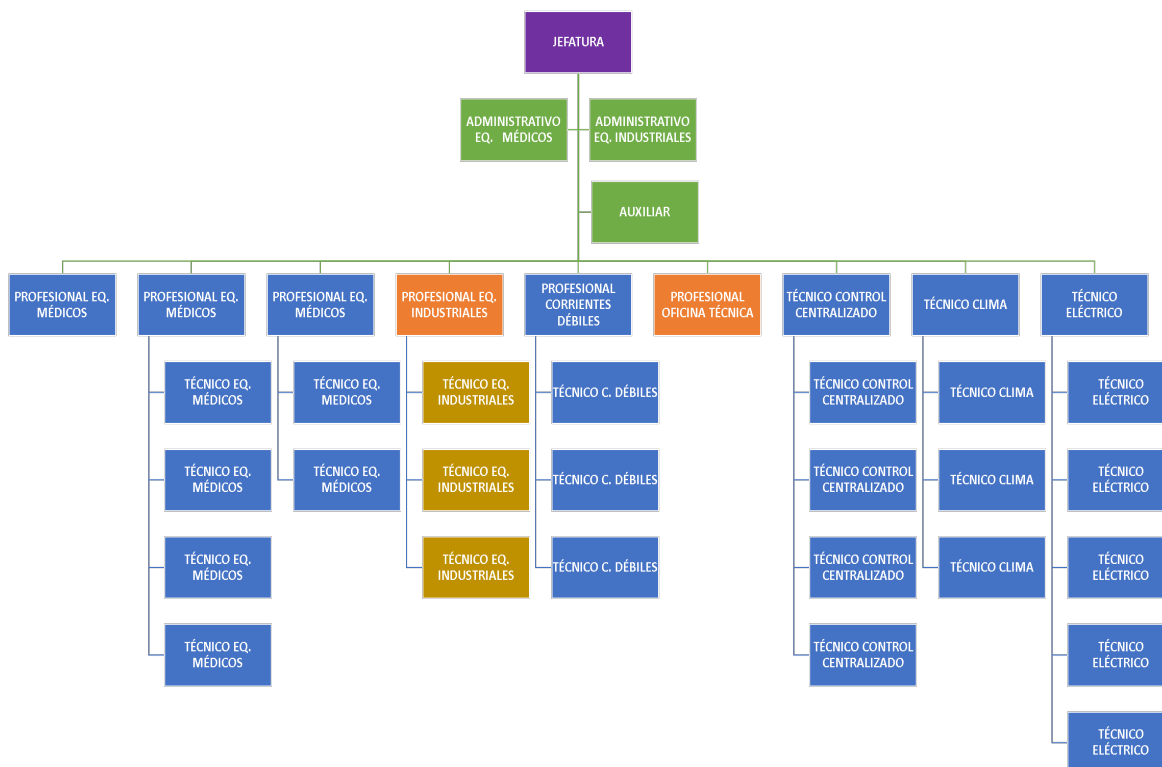 JEFATURA
ADMINISTRATIVO
EQ. MÉDICOS
ADMINISTRATIVO
EQ. INDUSTRIALES
AUXILIAR
PROFESIONAL EQ.
MÉDICOS
PROFESIONAL EQ.
MÉDICOS
PROFESIONAL EQ.
MÉDICOS
PROFESIONAL EQ.
INDUSTRIALES
PROFESIONAL
CORRIENTES
DÉBILES
PROFESIONAL
OFICINA TÉCNICA
TÉCNICO CONTROL
CENTRALIZADO
TÉCNICO CLIMA
TÉCNICO
ELÉCTRICO
TÉCNICO EQ.
MÉDICOS
TÉCNICO EQ.
MEDICOS
TÉCNICO EQ.
INDUSTRIALES
TÉCNICO C. DÉBILES
TÉCNICO CONTROL
CENTRALIZADO
TÉCNICO CLIMA
TÉCNICO
ELÉCTRICO
TÉCNICO EQ.
MÉDICOS
TÉCNICO EQ.
MÉDICOS
TÉCNICO EQ.
INDUSTRIALES
TÉCNICO C. DÉBILES
TÉCNICO CONTROL
CENTRALIZADO
TÉCNICO CLIMA
TÉCNICO
ELÉCTRICO
TÉCNICO EQ.
MÉDICOS
TÉCNICO EQ.
INDUSTRIALES
TÉCNICO C. DÉBILES
TÉCNICO CONTROL
CENTRALIZADO
TÉCNICO CLIMA
TÉCNICO
ELÉCTRICO
TÉCNICO EQ.
MÉDICOS
TÉCNICO CONTROL
CENTRALIZADO
TÉCNICO
ELÉCTRICO
TÉCNICO
ELÉCTRICO